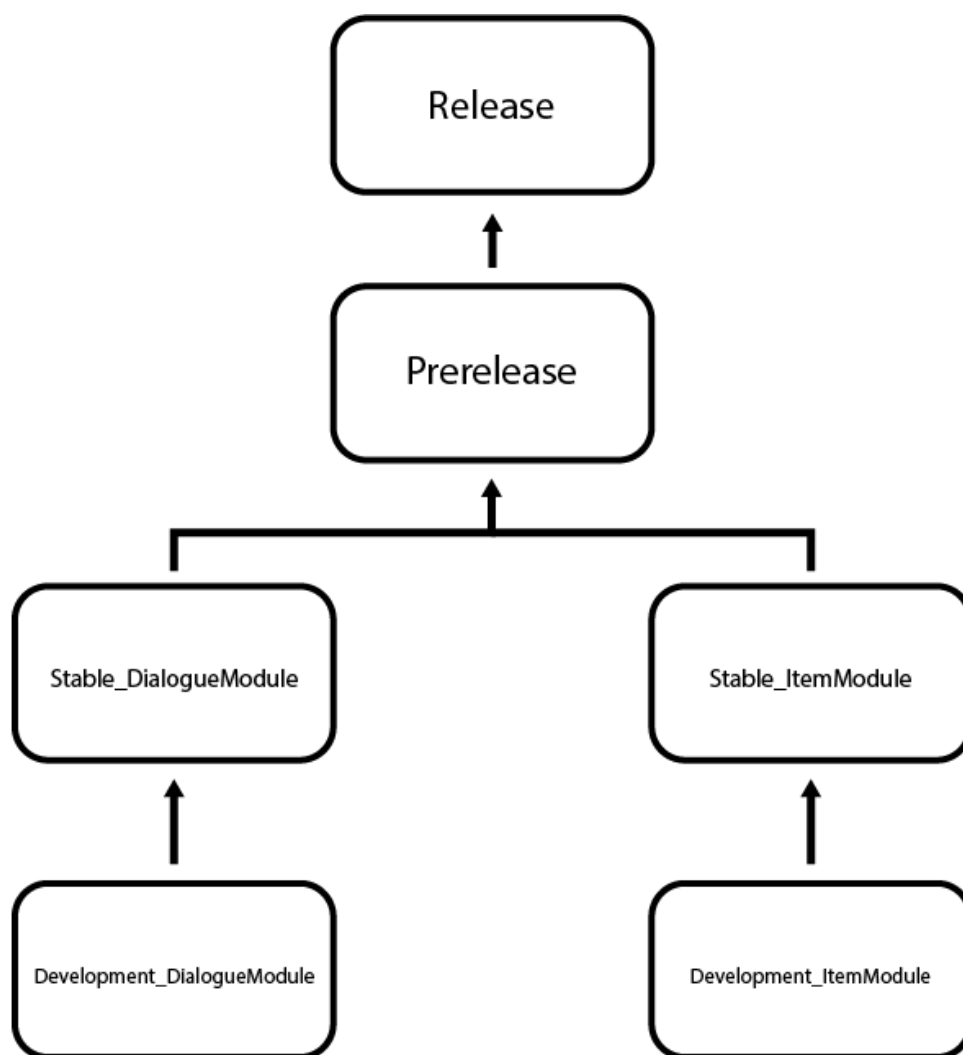 Release
Prerelease
Stable_DialogueModule
Stable_ItemModule
Development_DialogueModule
Development_ItemModule